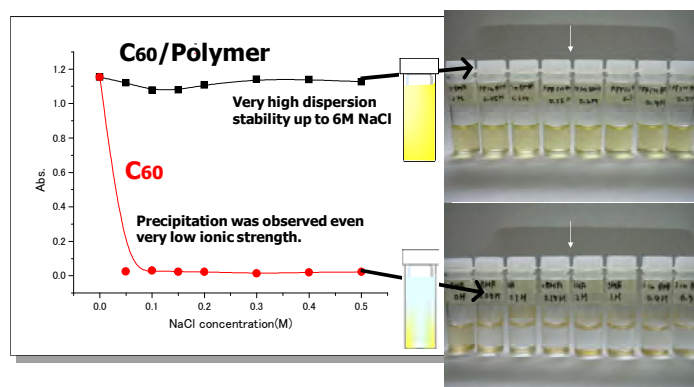 C60/Polymer
Very high dispersion
stability up to 6M NaCl
C60
Precipitation was observed even
very low ionic strength.
Abs.
1.2
1.0
0.8
0.6
0.4
0.2
0.0
0.0 0.1 0.2 0.3 0.4 0.5
NaCl concentration(M)